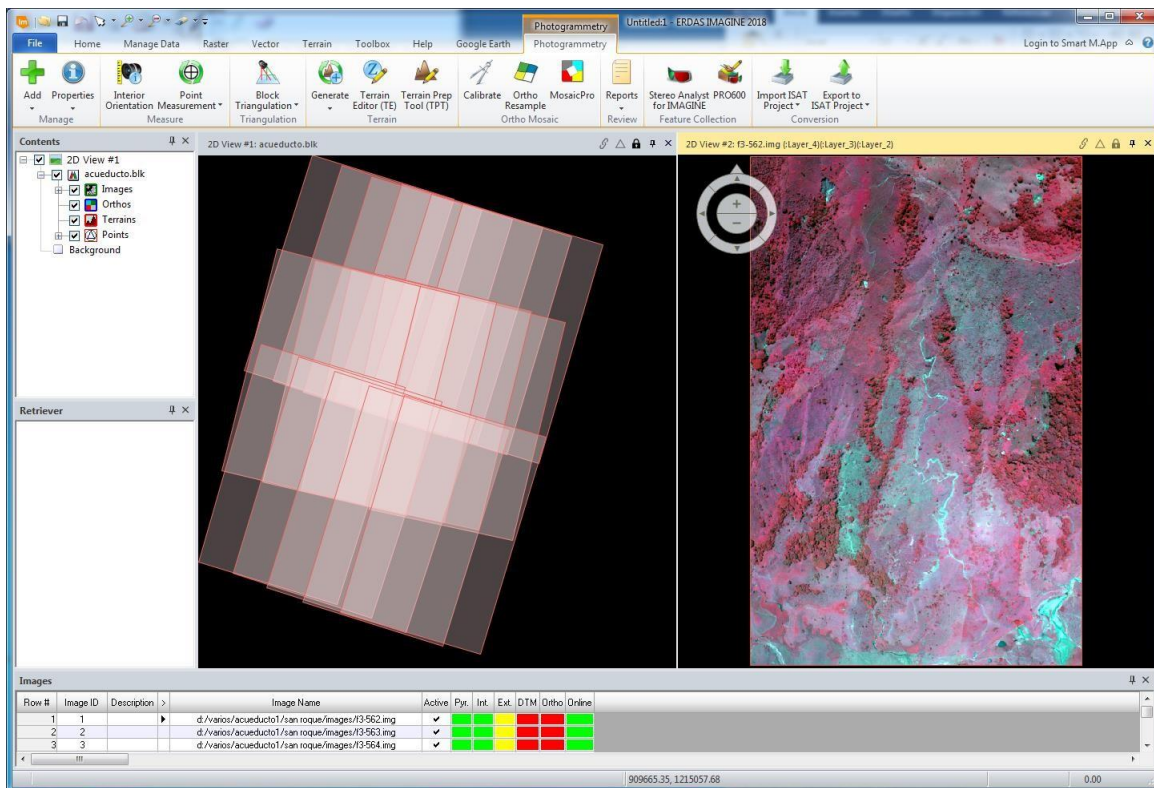 Photogrammetry
Untitled:1 - ERDAS IMAGINE 2018
File Home Manage Data Raster Vector Terrain Toolbox Help Google Earth Photogrammetry Login to Smart M.App
Add Properties Interior Orientation Point Measurement Block Triangulation Generate Terrain Editor (TE) Terrain Prep Tool (TPT) Calibrate Ortho Resample MosaicPro Reports Stereo Analyst for IMAGINE PRO600 Import ISAT Project Export to ISAT Project
Manage Measure Triangulation Terrain Ortho Mosaic Review Feature Collection Conversion
Contents
2D View #1
acueducto.blk
Images
Orthos
Terrains
Points
Background
Retriever
2D View #1: acueducto.blk
2D View #2: f3-562.img (:Layer_4)(:Layer_3)(:Layer_2)
Images
Row # Image ID Description > Image Name Active Pyr. Int. Ext. DTM Ortho Online
1 1 d:/varios/acueducto1/san roque/images/f3-562.img
2 2 d:/varios/acueducto1/san roque/images/f3-563.img
3 3 d:/varios/acueducto1/san roque/images/f3-564.img
909665.35, 1215057.68 0.00